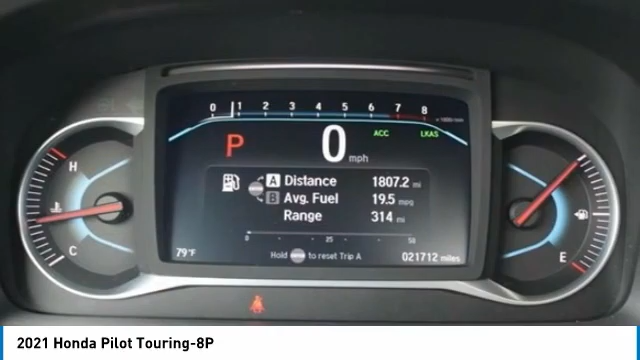 0 1 2 3 4 5 6 7 8
x 1000r/min
ACC LKAS
P 0 mph
H
A Distance 1807.2 mi
B Avg. Fuel 19.5 mpg
Range 314 mi
0 25 50
C
E
79°F
Hold to reset Trip A
021712 miles
2021 Honda Pilot Touring-8P